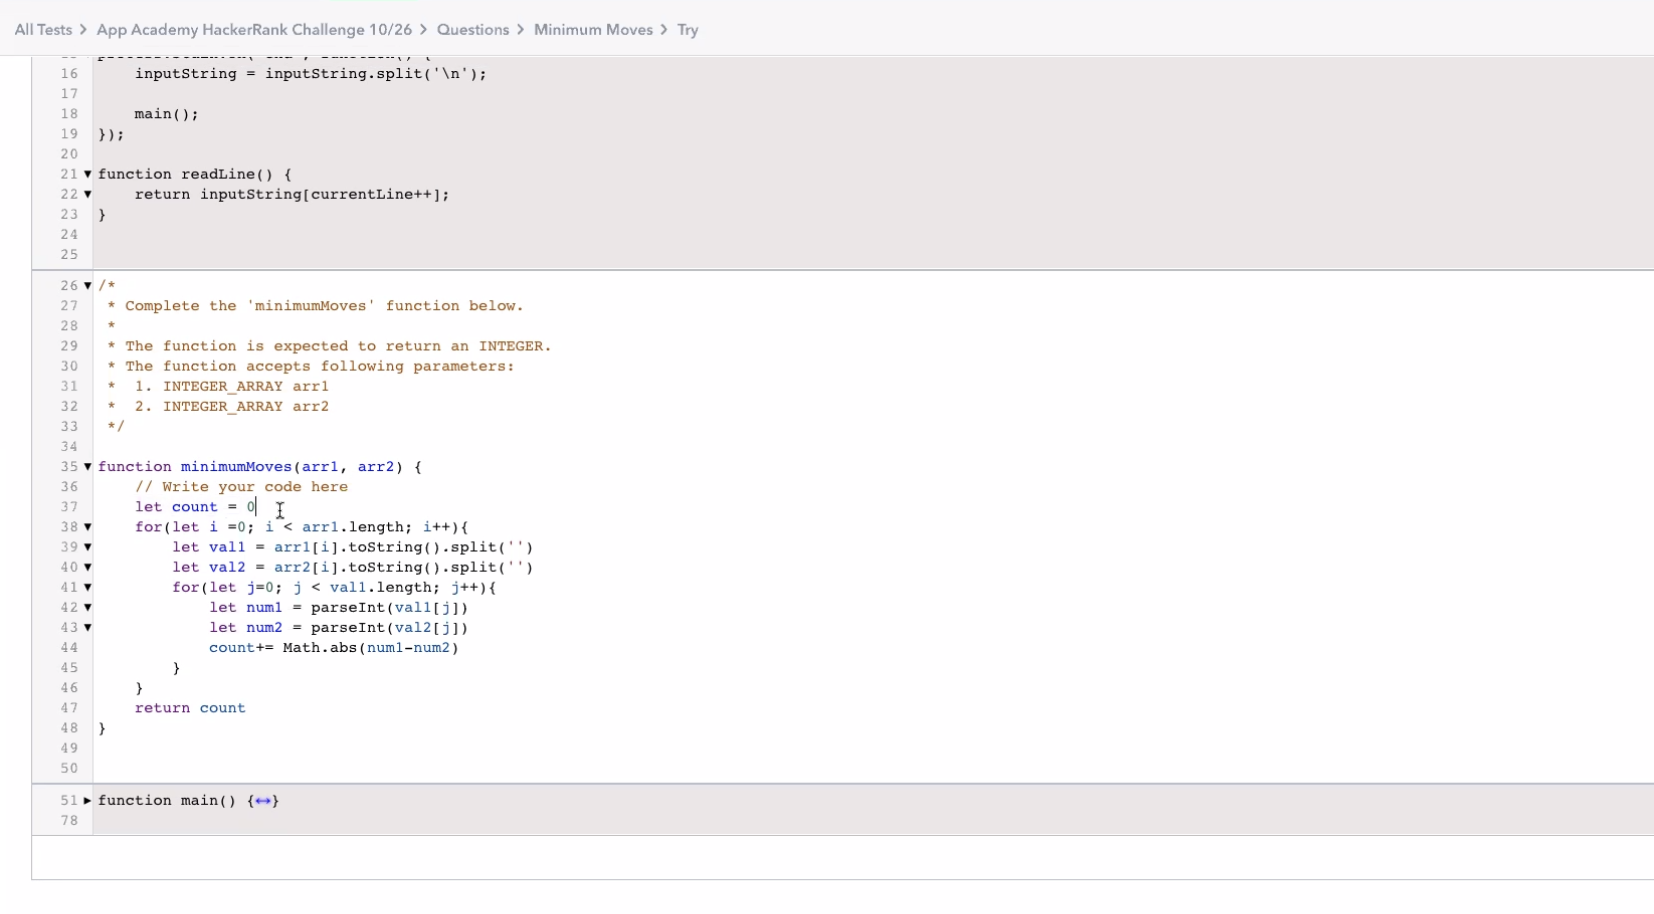 All Tests > App Academy HackerRank Challenge 10/26 > Questions > Minimum Moves > Try
16     inputString = inputString.split('\n');
17
18     main();
19 });
20
21 function readLine() {
22     return inputString[currentLine++];
23 }
24
25
26 /*
27  * Complete the 'minimumMoves' function below.
28  *
29  * The function is expected to return an INTEGER.
30  * The function accepts following parameters:
31  *  1. INTEGER_ARRAY arr1
32  *  2. INTEGER_ARRAY arr2
33  */
34
35 function minimumMoves(arr1, arr2) {
36     // Write your code here
37     let count = 0
38     for(let i =0; i < arr1.length; i++){
39         let val1 = arr1[i].toString().split('')
40         let val2 = arr2[i].toString().split('')
41         for(let j=0; j < val1.length; j++){
42             let num1 = parseInt(val1[j])
43             let num2 = parseInt(val2[j])
44             count+= Math.abs(num1-num2)
45         }
46     }
47     return count
48 }
49
50
51 function main() {↔}
78